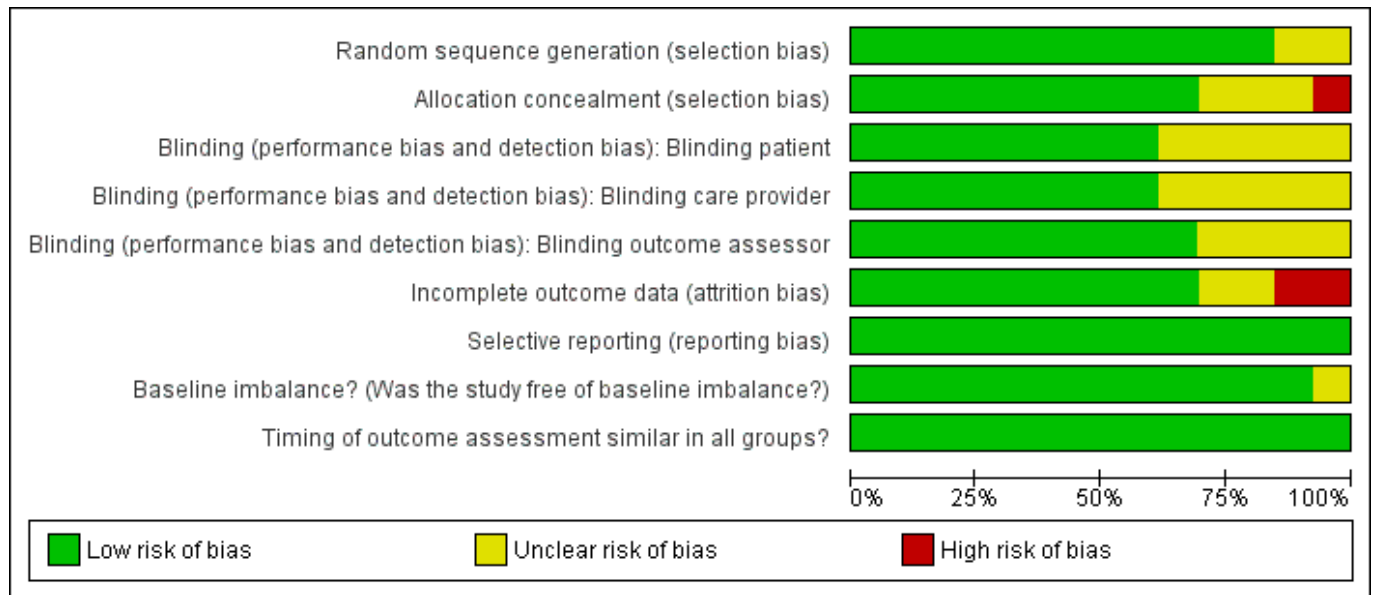 Random sequence generation (selection bias)
Allocation concealment (selection bias)
Blinding (performance bias and detection bias): Blinding patient
Blinding (performance bias and detection bias): Blinding care provider
Blinding (performance bias and detection bias): Blinding outcome assessor
Incomplete outcome data (attrition bias)
Selective reporting (reporting bias)
Baseline imbalance? (Was the study free of baseline imbalance?)
Timing of outcome assessment similar in all groups?
0% 25% 50% 75% 100%
Low risk of bias Unclear risk of bias High risk of bias